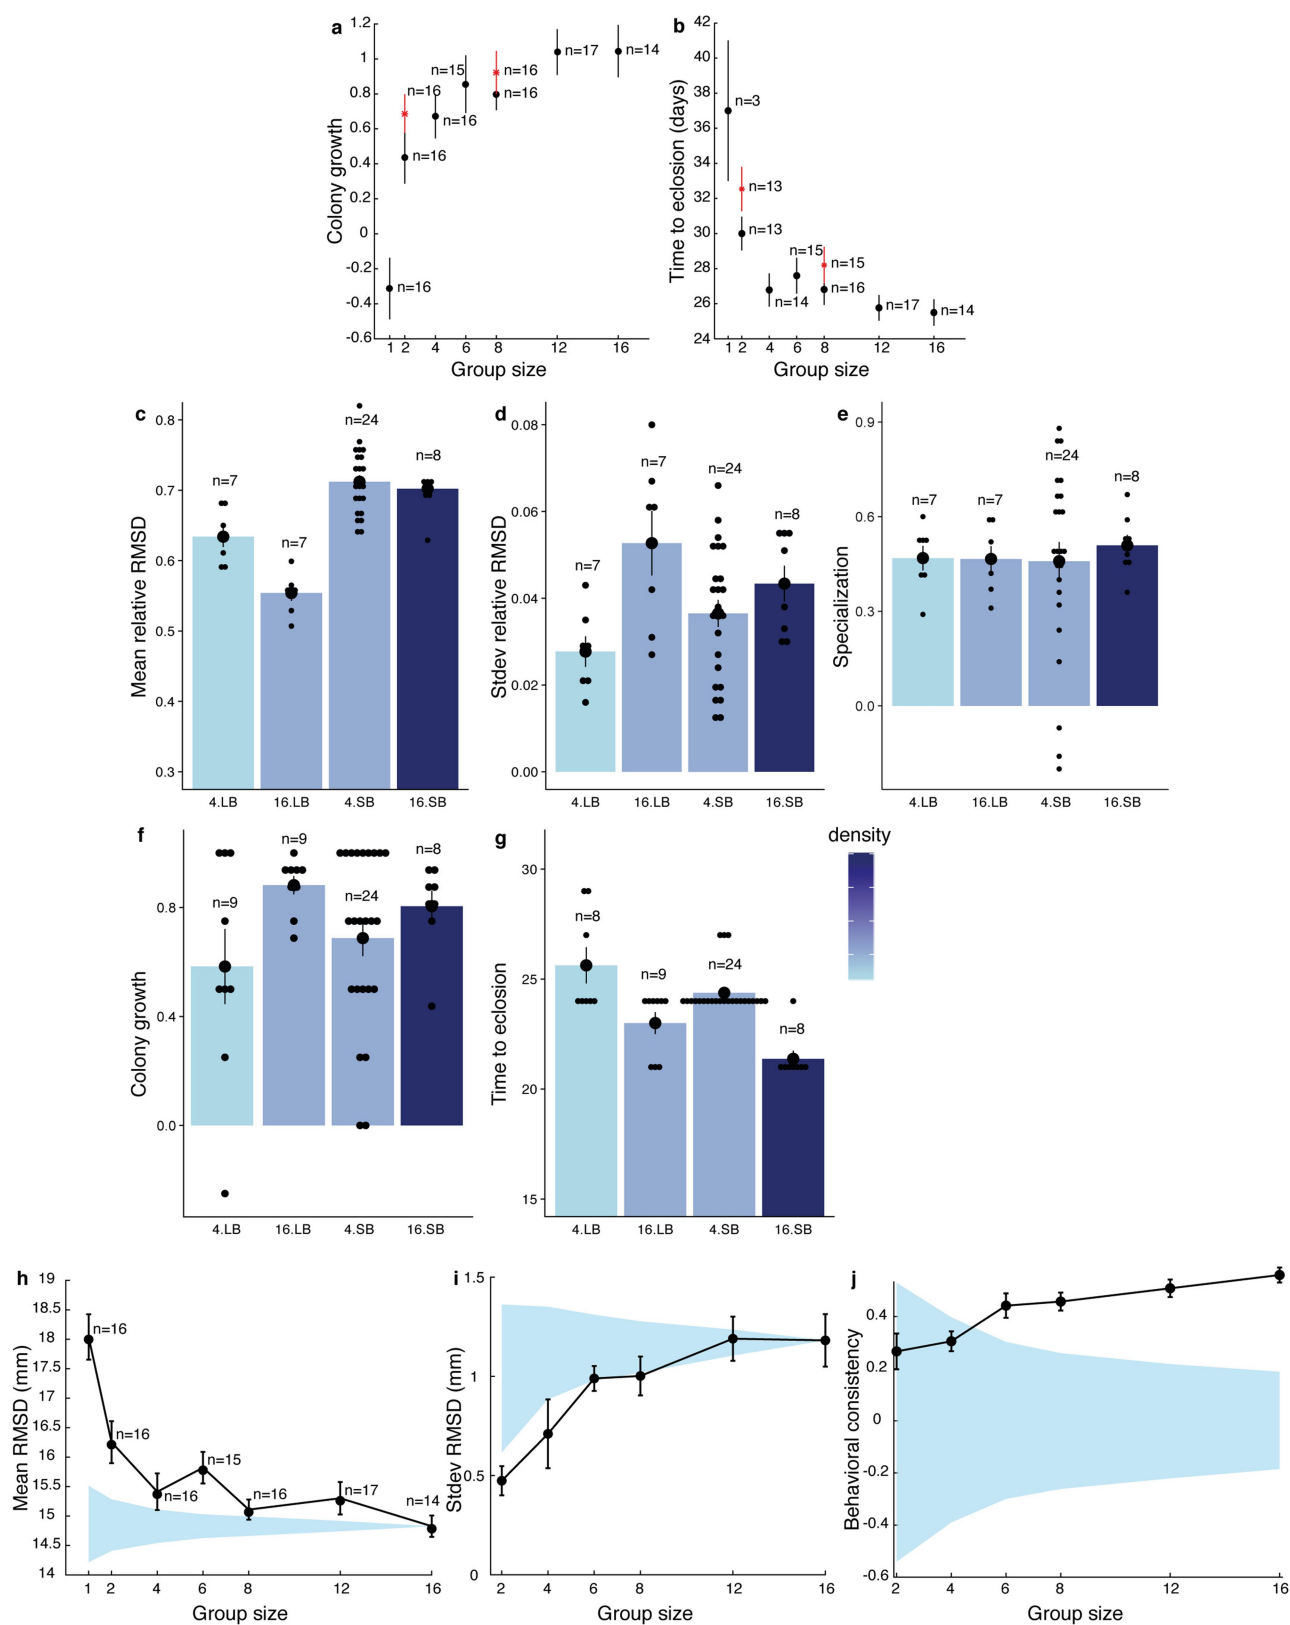 a
1.2
1
0.8
0.6
0.4
0.2
0
-0.2
-0.4
-0.6
Colony growth
n=16
n=16
n=16
n=16
n=15
n=16
n=16
n=17
n=14
1 2 4 6 8 12 16
Group size
b
42
40
38
36
34
32
30
28
26
24
Time to eclosion (days)
n=3
n=13
n=13
n=14
n=15
n=15
n=16
n=17
n=14
1 2 4 6 8 12 16
Group size
c
0.8
0.7
0.6
0.5
0.4
0.3
Mean relative RMSD
n=7
n=7
n=24
n=8
4.LB 16.LB 4.SB 16.SB
d
0.08
0.06
0.04
0.02
0.00
Stdev relative RMSD
n=7
n=7
n=24
n=8
4.LB 16.LB 4.SB 16.SB
e
0.9
0.6
0.3
0.0
Specialization
n=7
n=7
n=24
n=8
4.LB 16.LB 4.SB 16.SB
f
0.8
0.4
0.0
Colony growth
n=9
n=9
n=24
n=8
4.LB 16.LB 4.SB 16.SB
g
30
25
20
15
Time to eclosion
n=8
n=9
n=24
n=8
4.LB 16.LB 4.SB 16.SB
density
h
19
18.5
18
17.5
17
16.5
16
15.5
15
14.5
14
Mean RMSD (mm)
n=16
n=16
n=16
n=15
n=16
n=17
n=14
1 2 4 6 8 12 16
Group size
i
1.5
1
0.5
0
Stdev RMSD (mm)
2 4 6 8 12 16
Group size
j
0.4
0.2
0
-0.2
-0.4
-0.6
Behavioral consistency
2 4 6 8 12 16
Group size